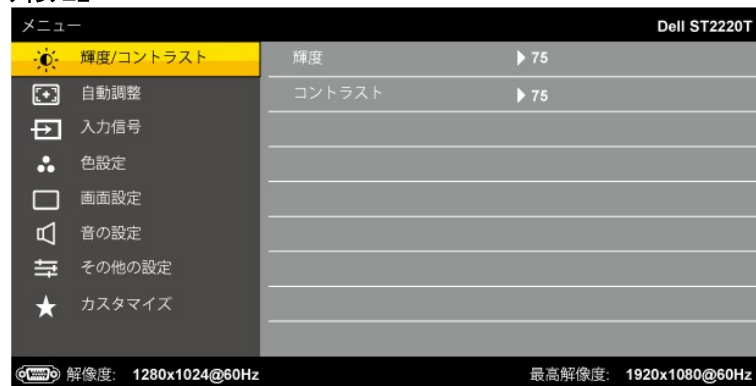 メニュー Dell ST2220T
輝度/コントラスト 輝度 75
自動調整 コントラスト 75
入力信号
色設定
画面設定
音の設定
その他の設定
カスタマイズ
解像度: 1280x1024@60Hz 最高解像度: 1920x1080@60Hz